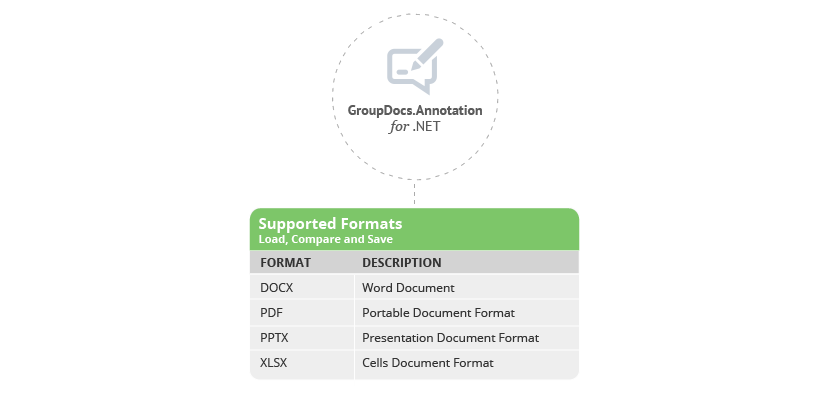 GroupDocs.Annotation
for .NET
Supported Formats
Load, Compare and Save
FORMAT DESCRIPTION
DOCX Word Document
PDF Portable Document Format
PPTX Presentation Document Format
XLSX Cells Document Format